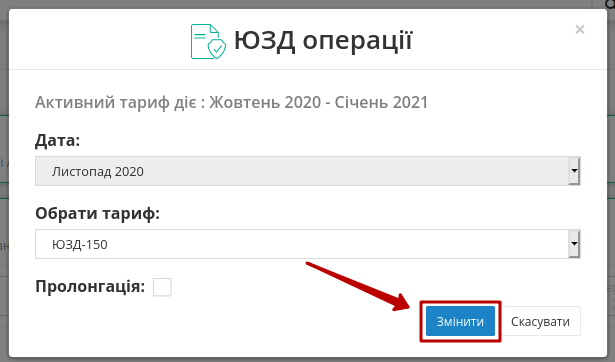 ЮЗД операції
×
Активний тариф діє : Жовтень 2020 - Січень 2021
Дата:
Листопад 2020
Обрати тариф:
ЮЗД-150
Пролонгація:
Змінити Скасувати